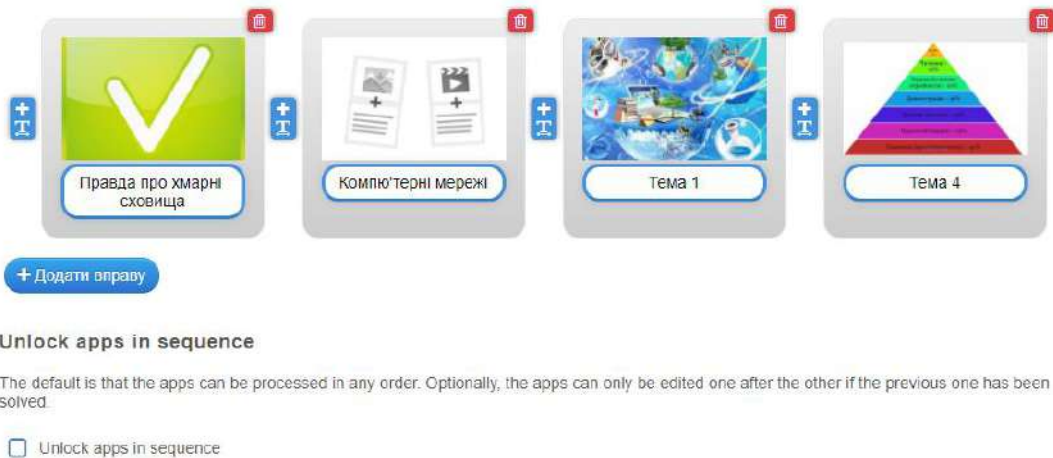 Правда про хмарні
сховища
Компю'терні мережі
Тема 1
Тема 4
+ Додати вправу
Unlock apps in sequence
The default is that the apps can be processed in any order. Optionally, the apps can only be edited one after the other if the previous one has been
solved.
Unlock apps in sequence